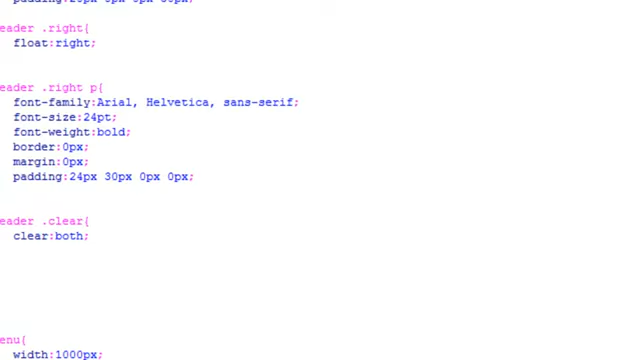 eader .right{
float:right;
eader .right p{
font-family:Arial, Helvetica, sans-serif;
font-size:24pt;
font-weight:bold;
border:0px;
margin:0px;
padding:24px 30px 0px 0px;
eader .clear{
clear:both;
enu{
width:1000px;